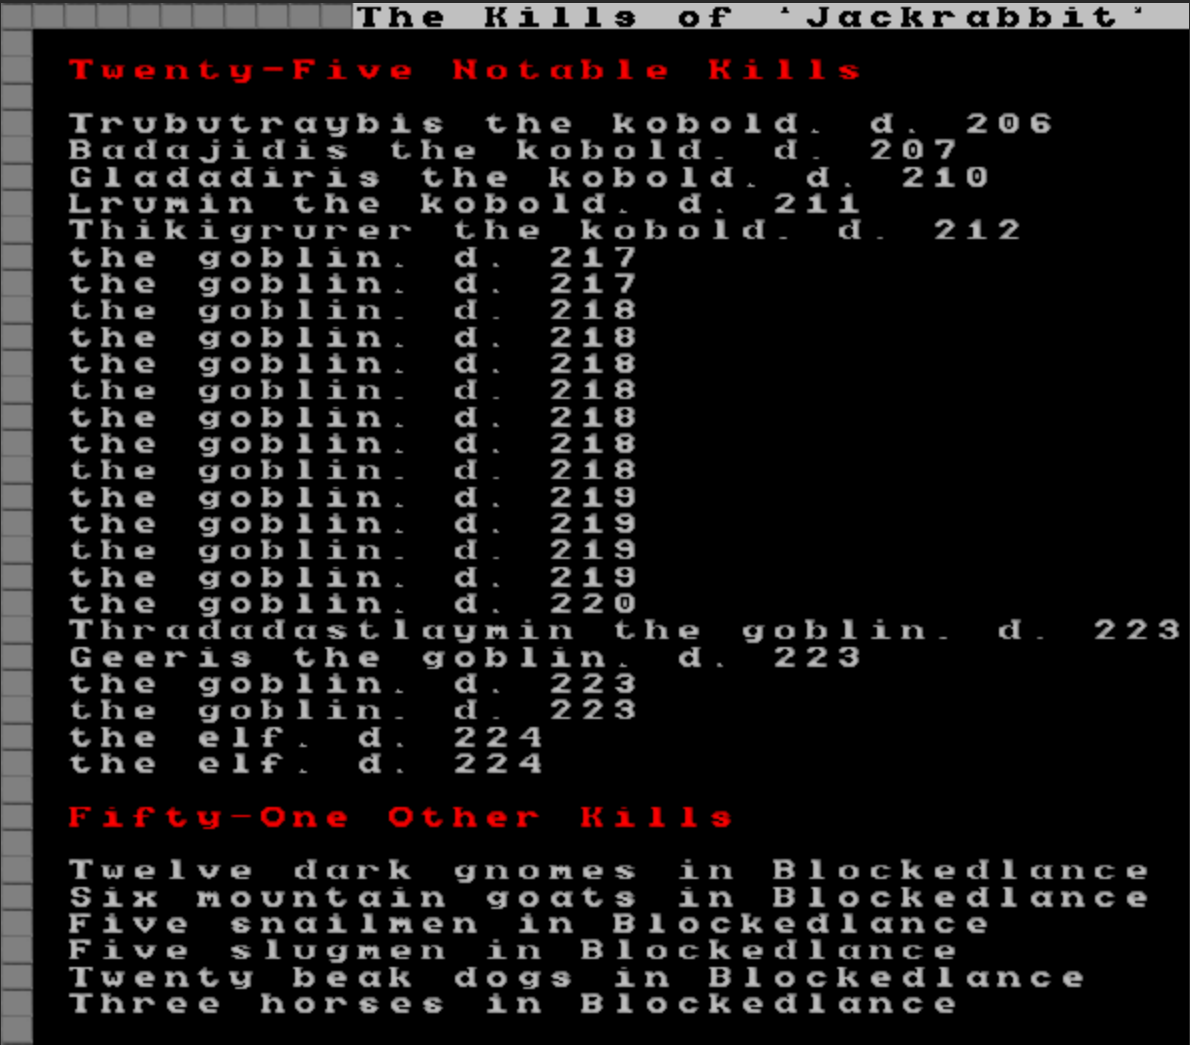 The Kills of 'Jackrabbit'
Twenty-Five Notable Kills
Trubutraybis the kobold. d. 206
Badajidis the kobold. d. 207
Gladadiris the kobold. d. 210
Lrumin the kobold. d. 211
Thikigrurer the kobold. d. 212
the goblin. d. 217
the goblin. d. 217
the goblin. d. 218
the goblin. d. 218
the goblin. d. 218
the goblin. d. 218
the goblin. d. 218
the goblin. d. 218
the goblin. d. 218
the goblin. d. 219
the goblin. d. 219
the goblin. d. 219
the goblin. d. 219
the goblin. d. 220
Thradadastlaymin the goblin. d. 223
Geeris the goblin. d. 223
the goblin. d. 223
the goblin. d. 223
the elf. d. 224
the elf. d. 224
Fifty-One Other Kills
Twelve dark gnomes in Blockedlance
Six mountain goats in Blockedlance
Five snailmen in Blockedlance
Five slugmen in Blockedlance
Twenty beak dogs in Blockedlance
Three horses in Blockedlance